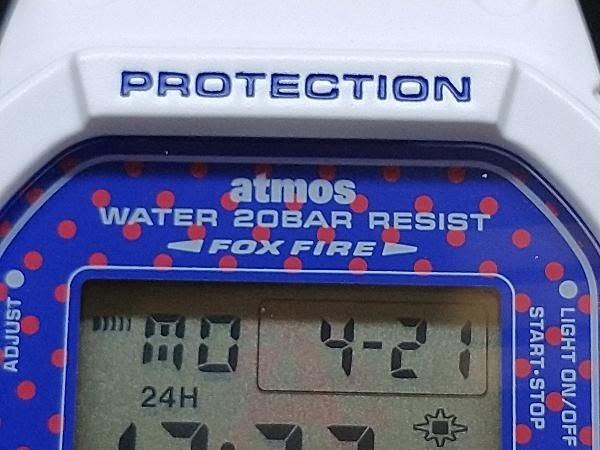 PROTECTION
atmos
WATER 20BAR RESIST
FOX FIRE
ADJUST
LIGHT ON/OFF
START·STOP
MO 4-21
24H